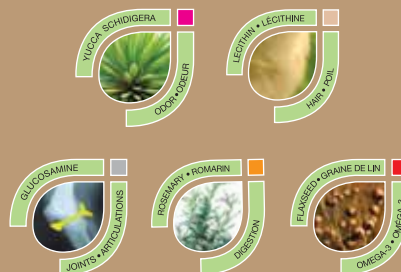 YUCCA SCHIDIGERA
ODOR • ODEUR
LECITHIN • LÉCITHINE
HAIR • POIL
GLUCOSAMINE
JOINTS • ARTICULATIONS
ROSEMARY • ROMARIN
DIGESTION
FLAXSEED • GRAINE DE LIN
OMEGA-3 • OMÉGA-3